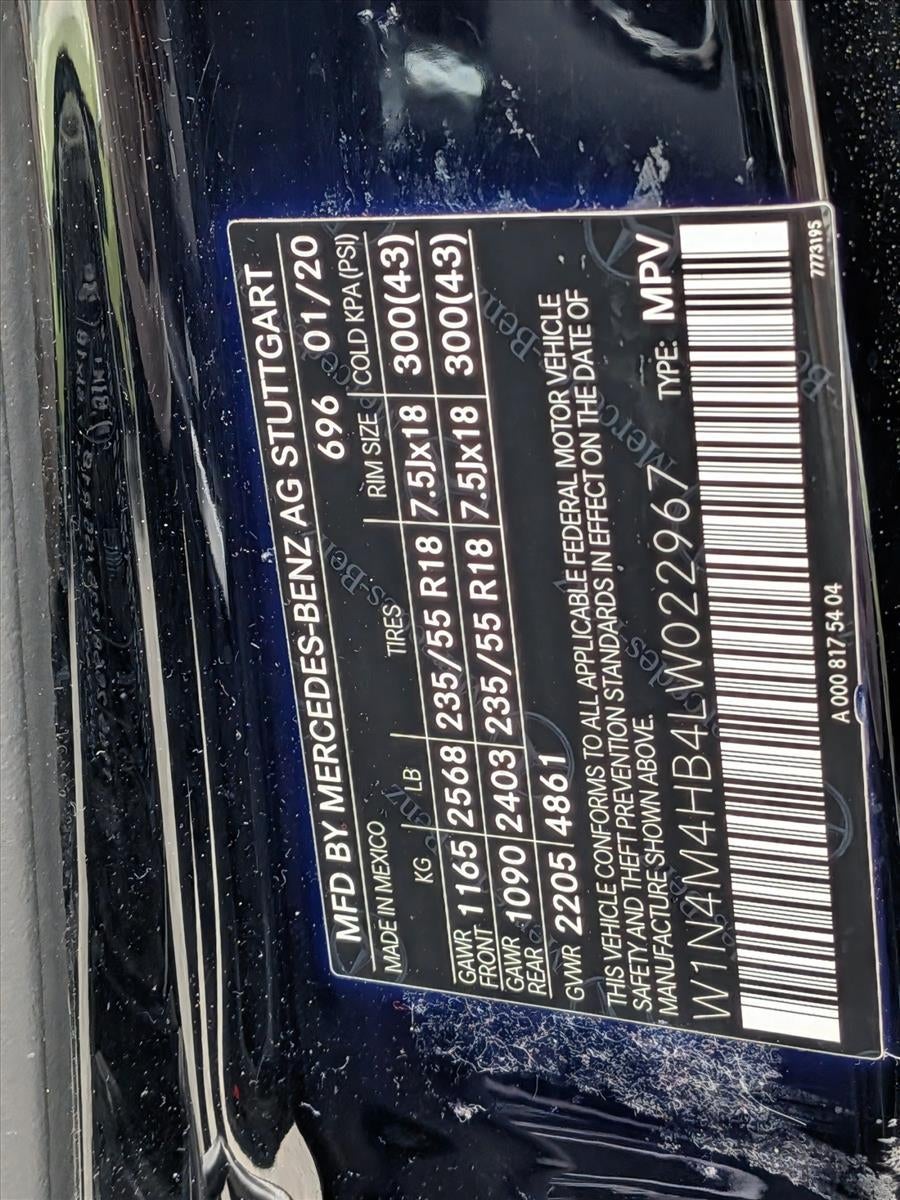 MFD BY MERCEDES-BENZ AG STUTTGART
MADE IN MEXICO 696 01/20
KG LB TIRES RIM SIZE COLD KPA(PSI)
GAWR FRONT 1165 2568 235/55 R18 7.5Jx18 300(43)
GAWR REAR 1090 2403 235/55 R18 7.5Jx18 300(43)
GVWR 2205 4861
THIS VEHICLE CONFORMS TO ALL APPLICABLE FEDERAL MOTOR VEHICLE
SAFETY AND THEFT PREVENTION STANDARDS IN EFFECT ON THE DATE OF
MANUFACTURE SHOWN ABOVE.
W1N4M4HB4LW022967 TYPE: MPV
A 000 817 54 04 7773195